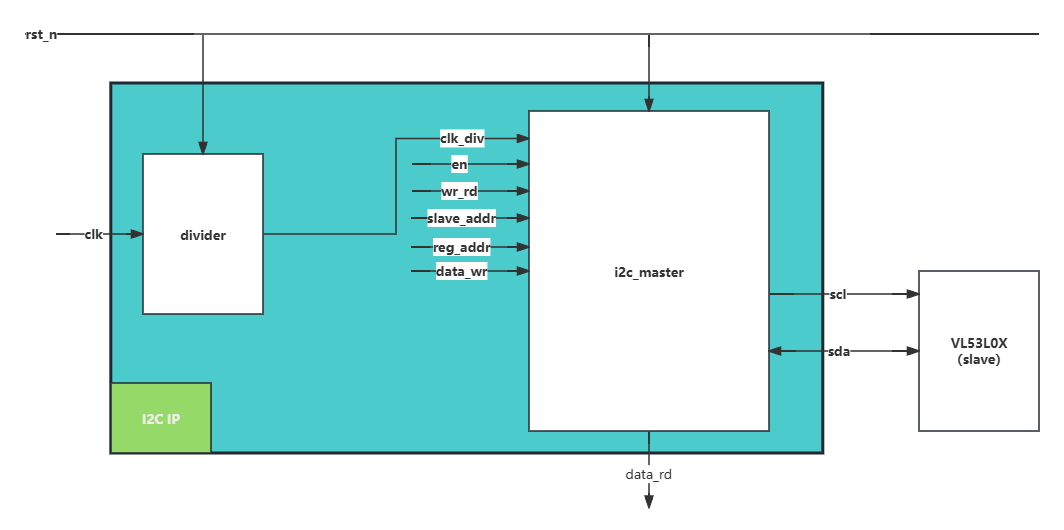 rst_n
clk_div
en
wr_rd
slave_addr
clk
divider
reg_addr
data_wr
i2c_master
scl
sda
VL53L0X
(slave)
I2C IP
data_rd